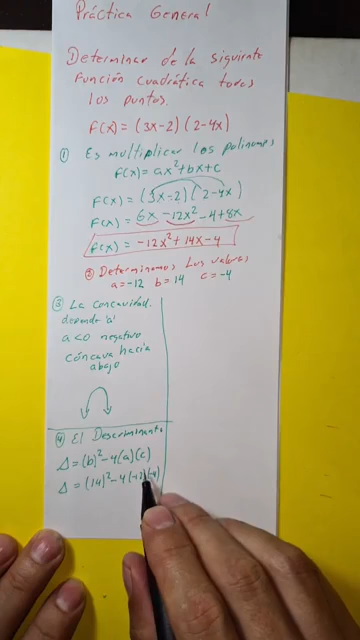 Práctica General
Determinar de la siguiente
función cuadrática todos
los puntos.
F(x) = (3x-2)(2-4x)
① Es multiplicar los polinomios
F(x) = ax²+bx+c
F(x) = (3x-2)(2-4x)
F(x) = 6x -12x² -4 +8x
F(x) = -12x² + 14x - 4
② Determinamos Los valores
a=-12 b=14 c=-4
③ La concavidad.
depende 'a'
a<0 negativo
cóncava hacia
abajo
④ El Descriminante
Δ = (b)² -4(a)(c)
Δ = (14)² -4(-12)(-4)